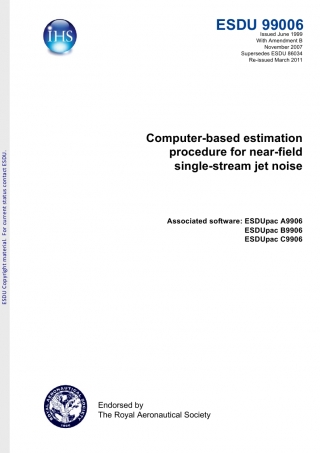 IHS
ESDU 99006
Issued June 1999
With Amendment B
November 2007
Supersedes ESDU 86034
Re-issued March 2011
ESDU Copyright material. For current status contact ESDU.
Computer-based estimation
procedure for near-field
single-stream jet noise
Associated software: ESDUpac A9906
ESDUpac B9906
ESDUpac C9906
Endorsed by
The Royal Aeronautical Society